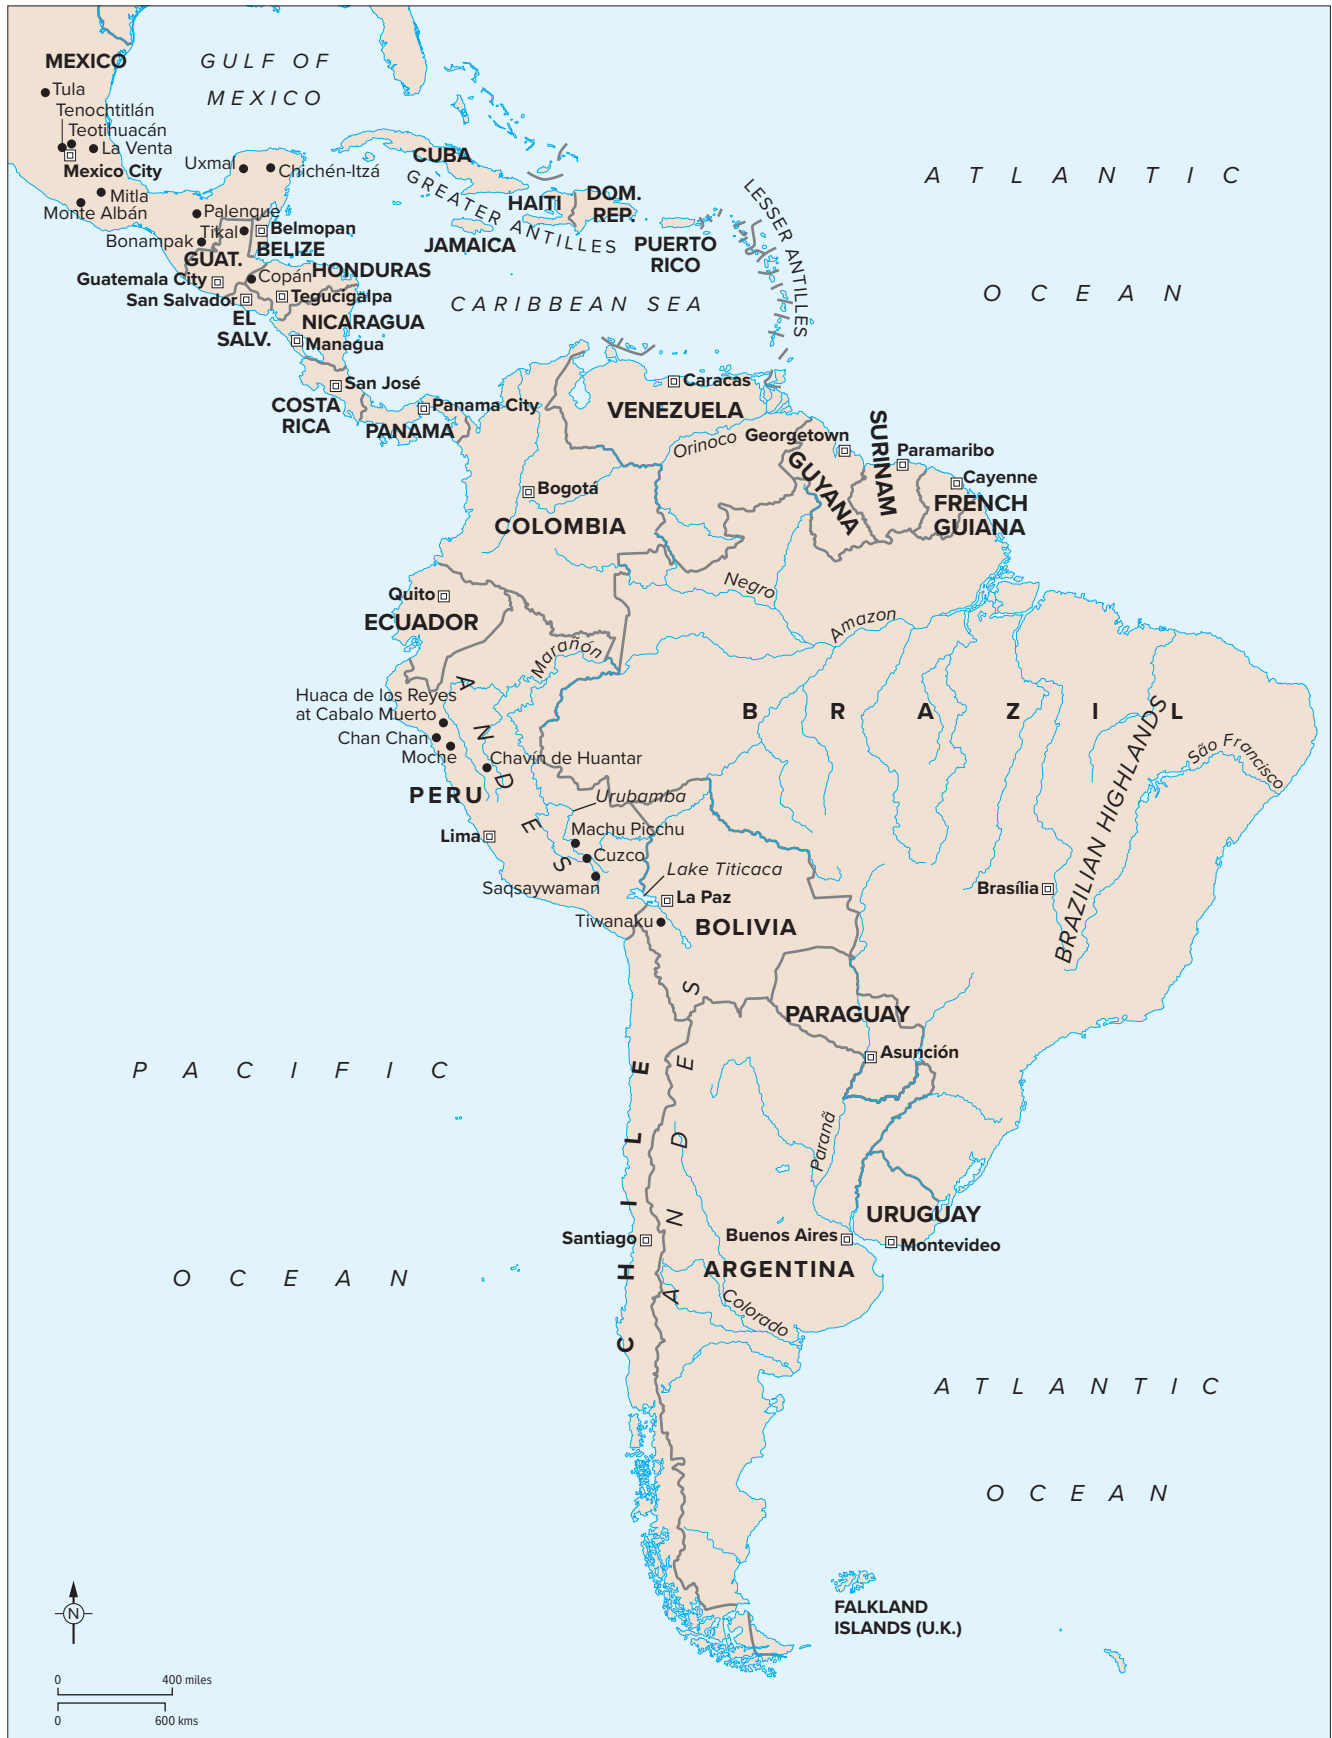 GULF OF
MEXICO
MEXICO
Tula
Tenochtitlán
Teotihuacán
La Venta
Mexico City
Mitla
Monte Albán
Uxmal
Chichén-Itzá
Palenque
Tikal
Bonampak
Belmopan
BELIZE
GUAT.
Guatemala City
Copán
HONDURAS
San Salvador
Tegucigalpa
EL
SALV.
NICARAGUA
Managua
San José
COSTA
RICA
Panama City
PANAMA
CUBA
GREATER ANTILLES
HAITI
DOM.
REP.
JAMAICA
PUERTO
RICO
LESSER ANTILLES
CARIBBEAN SEA
ATLANTIC
OCEAN
Caracas
VENEZUELA
Orinoco
Georgetown
GUYANA
SURINAM
Paramaribo
Cayenne
FRENCH
GUIANA
Bogotá
COLOMBIA
Quito
ECUADOR
Negro
Amazon
Marañón
ANDES
Huaca de los Reyes
at Cabalo Muerto
Chan Chan
Moche
Chavín de Huantar
PERU
Urubamba
Lima
Machu Picchu
Cuzco
Saqsaywaman
Lake Titicaca
La Paz
Tiwanaku
BOLIVIA
BRAZIL
São Francisco
BRAZILIAN HIGHLANDS
Brasília
PARAGUAY
Asunción
PACIFIC
OCEAN
CHILE
ANDES
Paranã
URUGUAY
Montevideo
Santiago
Buenos Aires
ARGENTINA
Colorado
ATLANTIC
OCEAN
FALKLAND
ISLANDS (U.K.)
N
0 400 miles
0 600 kms